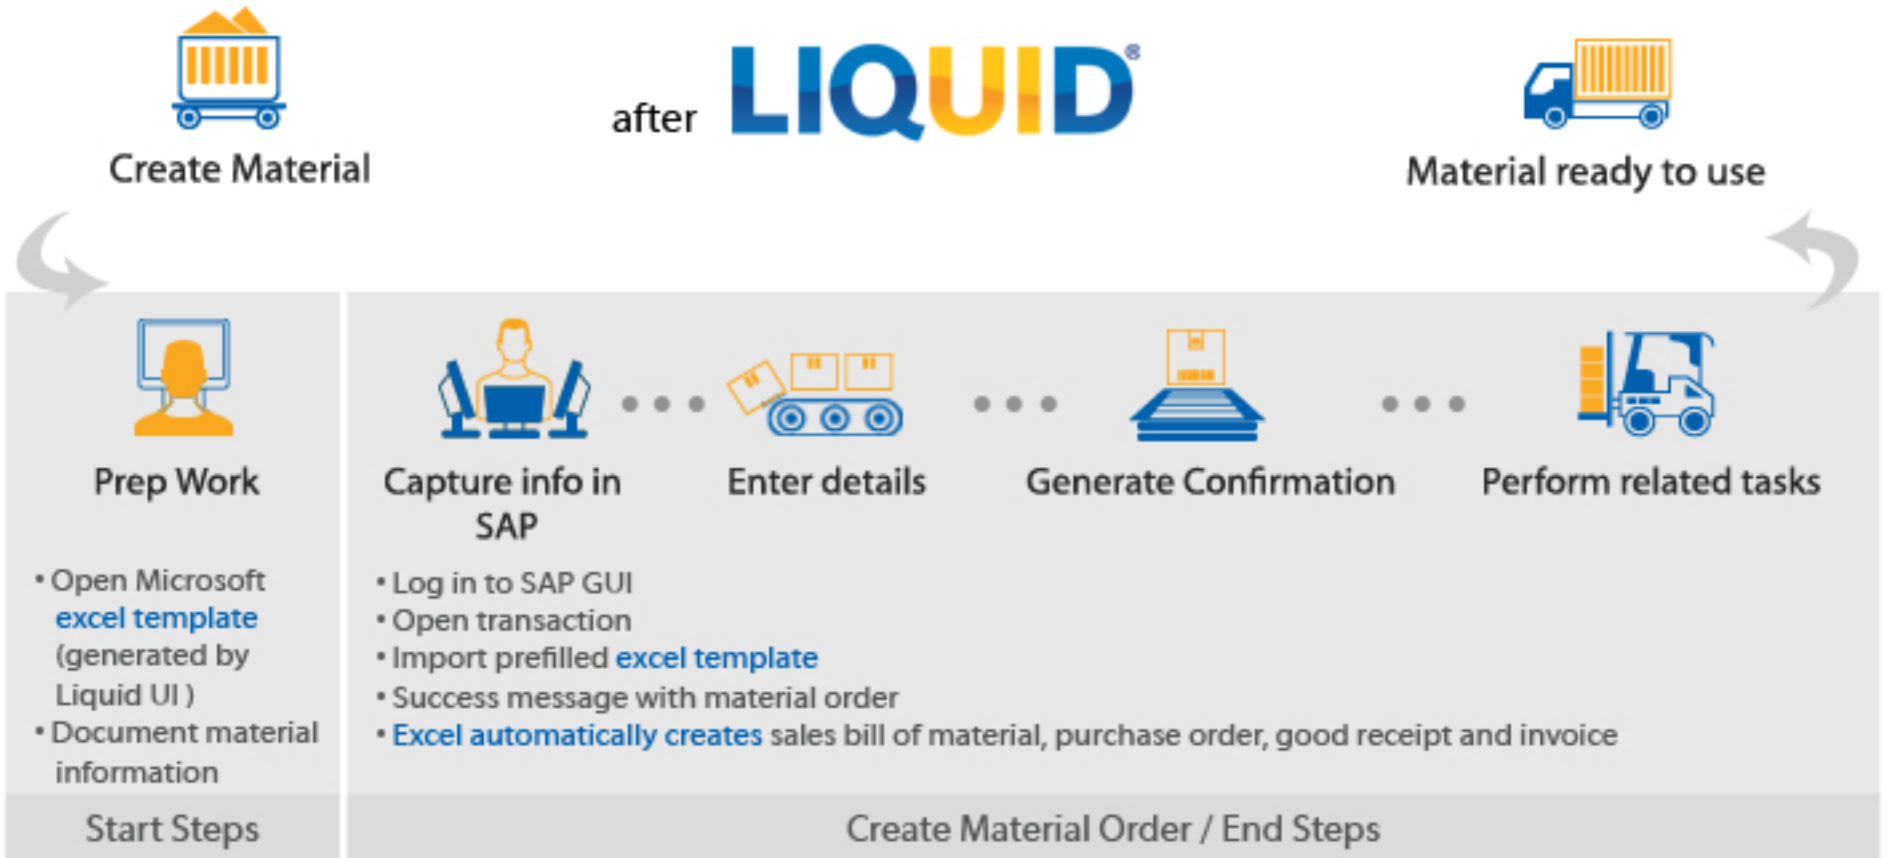 Create Material
after LIQUID®
Material ready to use
Prep Work
Capture info in
SAP
Enter details
Generate Confirmation
Perform related tasks
• Open Microsoft
excel template
(generated by
Liquid UI )
• Document material
information
• Log in to SAP GUI
• Open transaction
• Import prefilled excel template
• Success message with material order
• Excel automatically creates sales bill of material, purchase order, good receipt and invoice
Start Steps
Create Material Order / End Steps